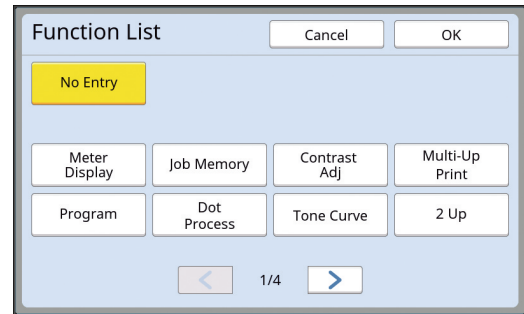 Function List
Cancel
OK
No Entry
Meter
Display
Job Memory
Contrast
Adj
Multi-Up
Print
Program
Dot
Process
Tone Curve
2 Up
1/4